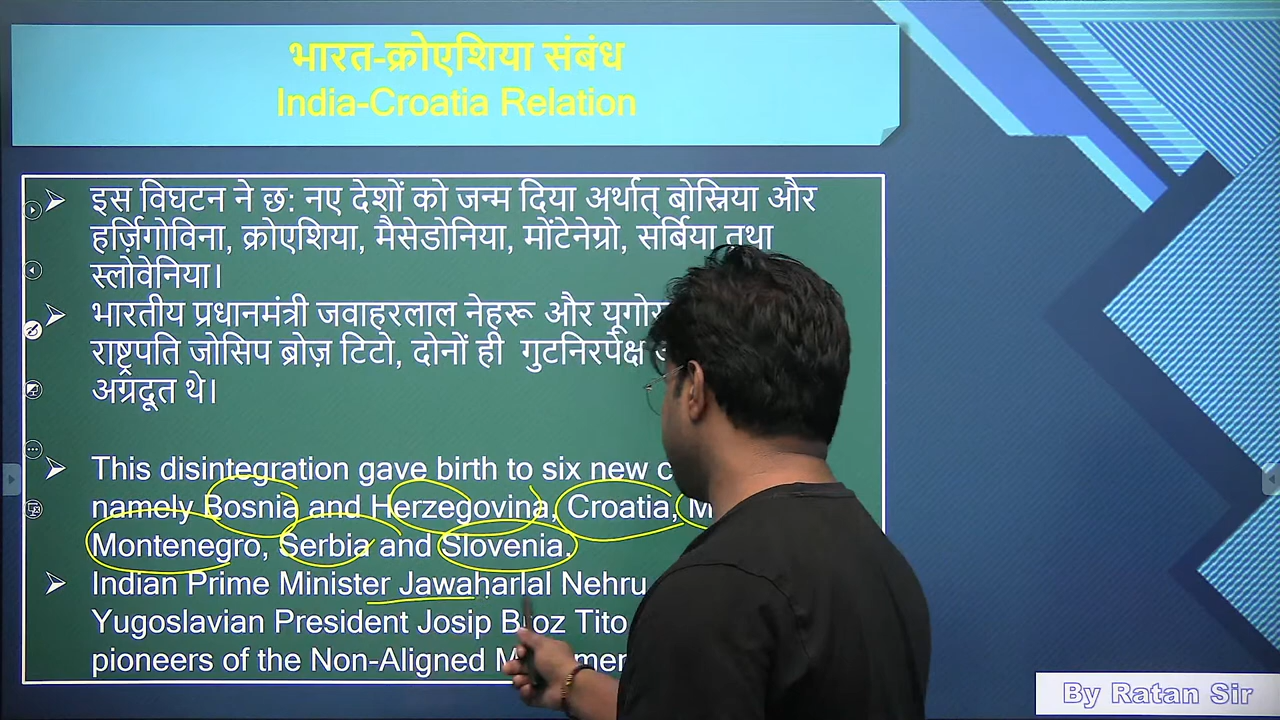 भारत-क्रोएशिया संबंध
India-Croatia Relation
इस विघटन ने छ: नए देशों को जन्म दिया अर्थात् बोस्निया और
हर्ज़िगोविना, क्रोएशिया, मैसेडोनिया, मोंटेनेग्रो, सर्बिया तथा
स्लोवेनिया।
भारतीय प्रधानमंत्री जवाहरलाल नेहरू और
राष्ट्रपति जोसिप ब्रोज़ टिटो, दोनों ही गुटनिरपेक्ष
अग्रदूत थे।
This disintegration gave birth to six new
namely Bosnia and Herzegovina, Croatia,
Montenegro, Serbia and Slovenia.
Indian Prime Minister Jawaharlal Nehru
Yugoslavian President Josip Broz Tito
pioneers of the Non-Aligned
By Ratan Sir